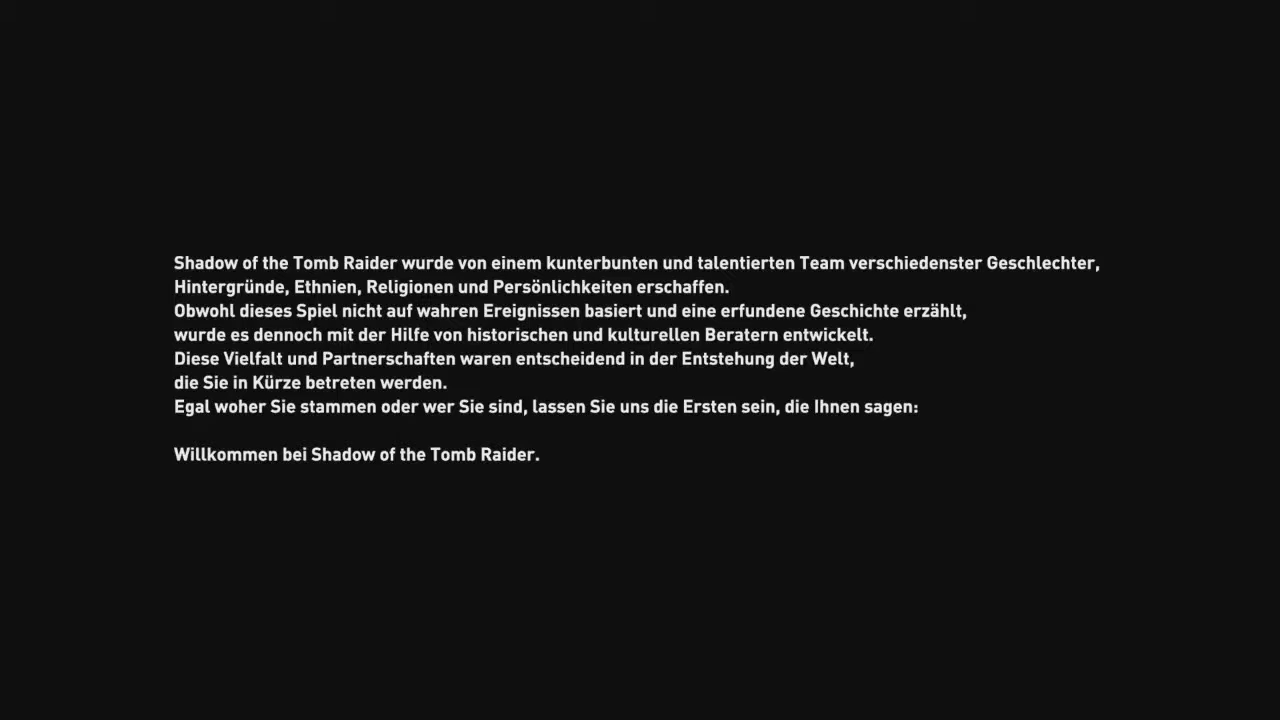 Shadow of the Tomb Raider wurde von einem kunterbunten und talentierten Team verschiedenster Geschlechter,
Hintergründe, Ethnien, Religionen und Persönlichkeiten erschaffen.
Obwohl dieses Spiel nicht auf wahren Ereignissen basiert und eine erfundene Geschichte erzählt,
wurde es dennoch mit der Hilfe von historischen und kulturellen Beratern entwickelt.
Diese Vielfalt und Partnerschaften waren entscheidend in der Entstehung der Welt,
die Sie in Kürze betreten werden.
Egal woher Sie stammen oder wer Sie sind, lassen Sie uns die Ersten sein, die Ihnen sagen:
Willkommen bei Shadow of the Tomb Raider.